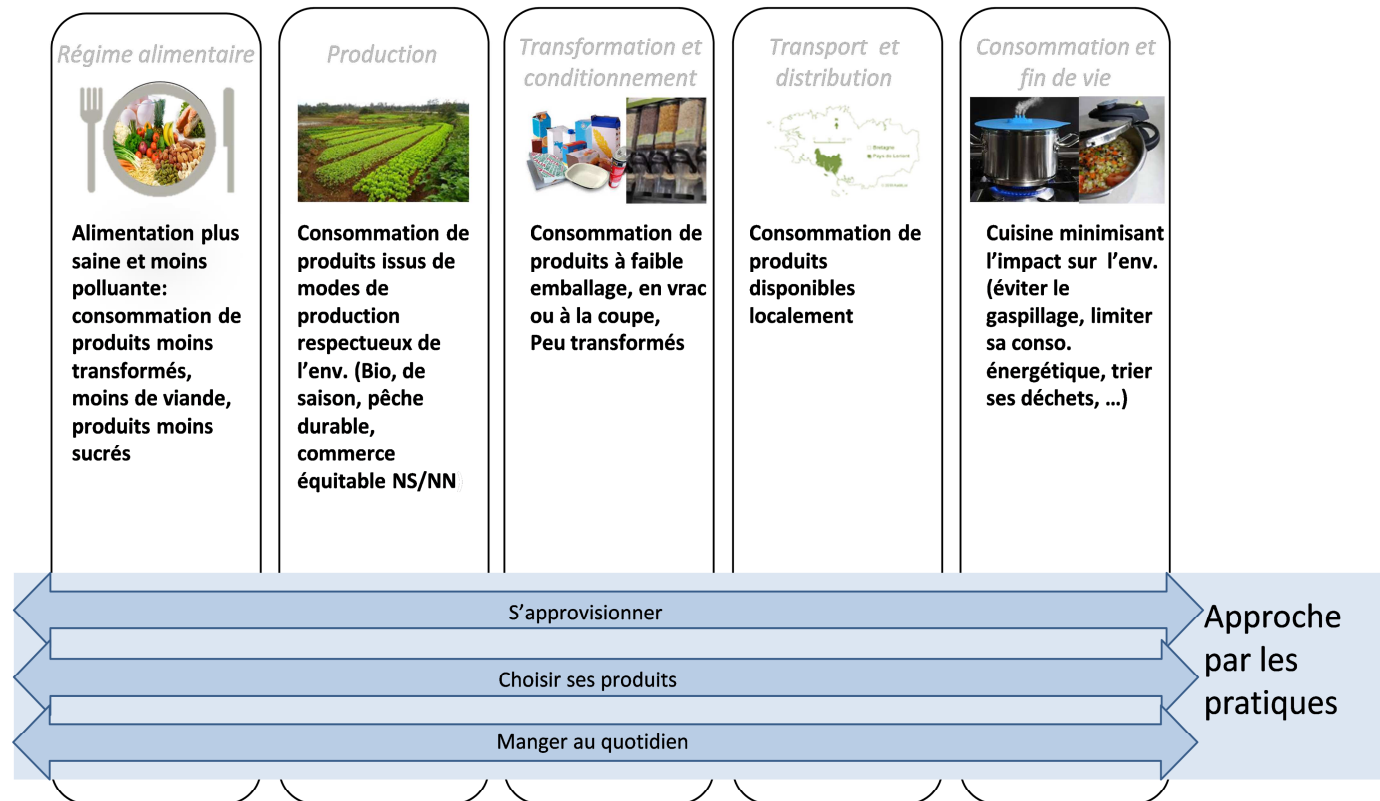 Régime alimentaire
Alimentation plus
saine et moins
polluante:
consommation de
produits moins
transformés,
moins de viande,
produits moins
sucrés
Production
Consommation de
produits issus de
modes de
production
respectueux de
l'env. (Bio, de
saison, pêche
durable,
commerce
équitable NS/NN)
Transformation et
conditionnement
Consommation de
produits à faible
emballage, en vrac
ou à la coupe,
Peu transformés
Transport et
distribution
Bretagne
Pays de Lorient
Consommation de
produits
disponibles
localement
Consommation et
fin de vie
Cuisine minimisant
l'impact sur l'env.
(éviter le
gaspillage, limiter
sa conso.
énergétique, trier
ses déchets, …)
S'approvisionner
Choisir ses produits
Manger au quotidien
Approche
par les
pratiques